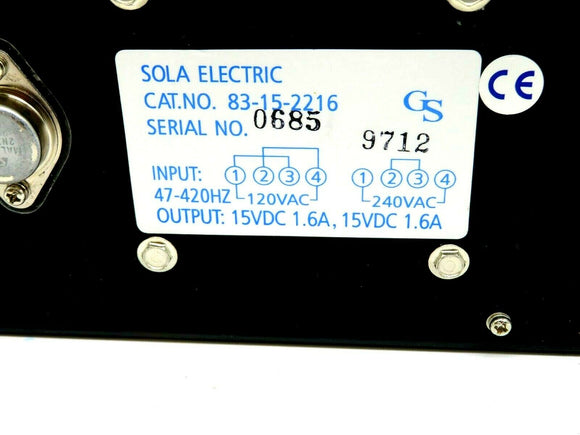 SOLA ELECTRIC
CAT.NO. 83-15-2216
GS
CE
SERIAL NO. 0685
9712
INPUT: 1 2 3 4 1 2 3 4
47-420HZ 120VAC 240VAC
OUTPUT: 15VDC 1.6A, 15VDC 1.6A